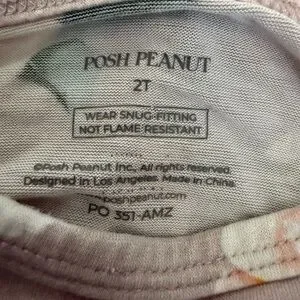 POSH PEANUT
2T
WEAR SNUG-FITTING
NOT FLAME RESISTANT
©Posh Peanut Inc., All rights reserved.
Designed in Los Angeles. Made in China.
poshpeanut.com
PO 351-AMZ